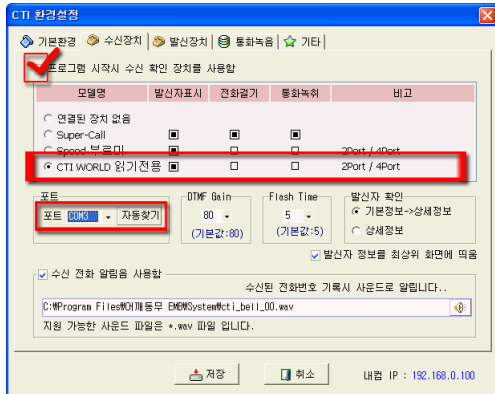 CTI 환경설정
기본환경 수신장치 발신장치 통화녹음 기타
프로그램 시작시 수신 확인 장치를 사용함
모델명 발신자표시 전화걸기 통화녹취 비고
연결된 장치 없음
Super-Call
Speed 부르미 2Port / 4Port
CTI WORLD 읽기전용 2Port / 4Port
포트 DTMF Gain Flash Time 발신자 확인
포트 COM3 자동찾기 80 5 기본정보->상세정보
(기본값:80) (기본값:5) 상세정보
발신자 정보를 최상위 화면에 띄움
수신 전화 알림음 사용함
수신된 전화번호 기록시 사운드로 알립니다..
C:₩Program Files₩어깨동무 EMB₩System₩cti_bell_00.wav
지원 가능한 사운드 파일은 *.wav 파일 입니다.
저장 취소 내컴 IP : 192.168.0.100